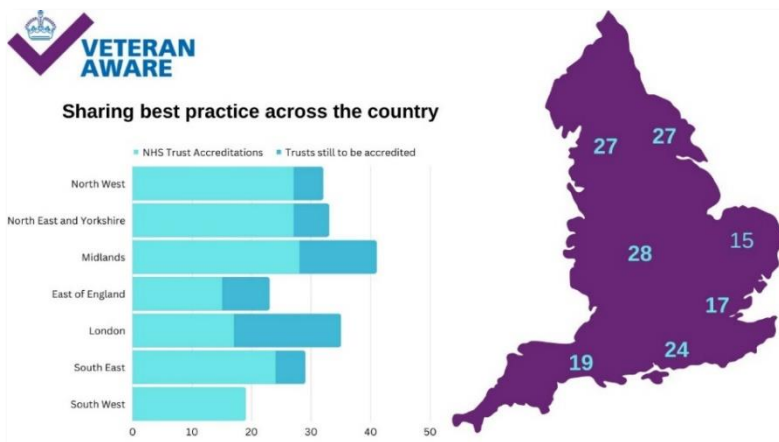 VETERAN
AWARE
Sharing best practice across the country
NHS Trust Accreditations Trusts still to be accredited
North West
North East and Yorkshire
Midlands
East of England
London
South East
South West
0 10 20 30 40 50
27
27
15
28
17
24
19